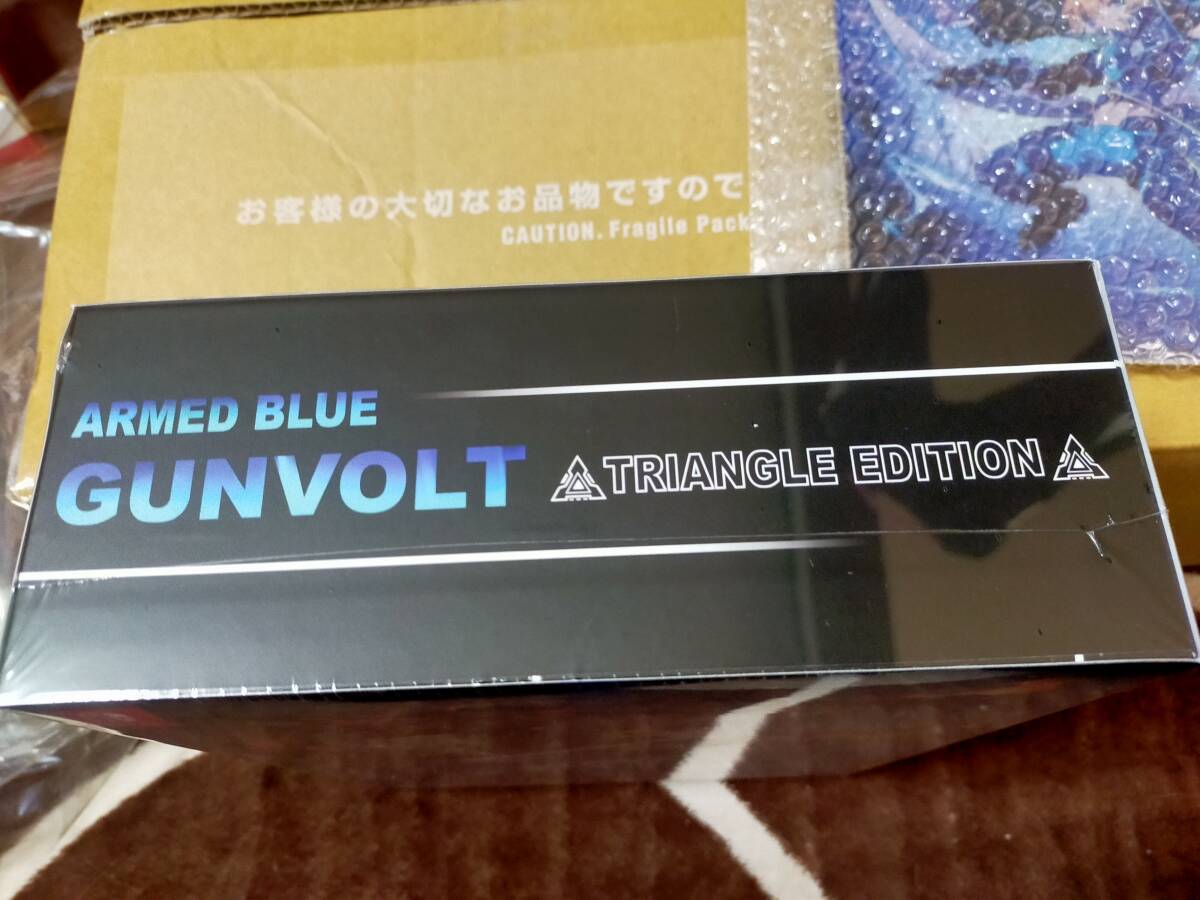 お客様の大切なお品物ですので
CAUTION. Fragile Pack
ARMED BLUE
GUNVOLT TRIANGLE EDITION